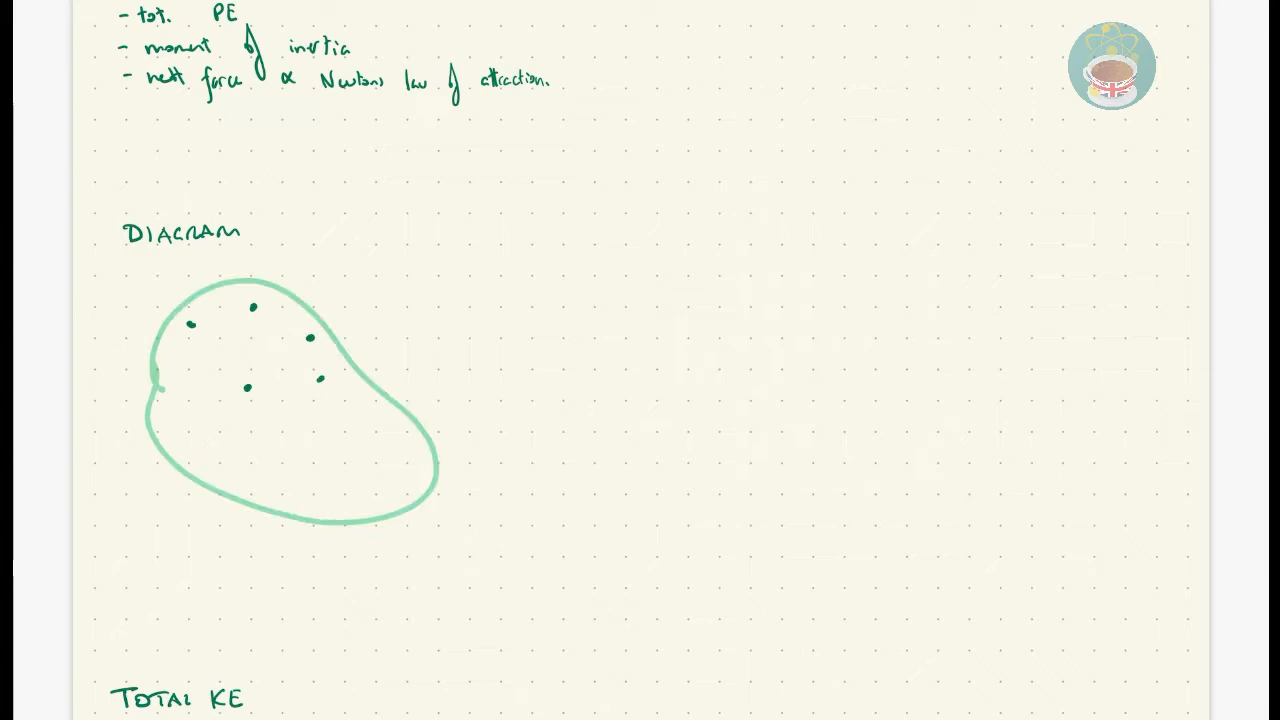 - tot. PE
- moment of inertia
- nett force ∝ Newtons law of attraction.
DIAGRAM
TOTAL KE